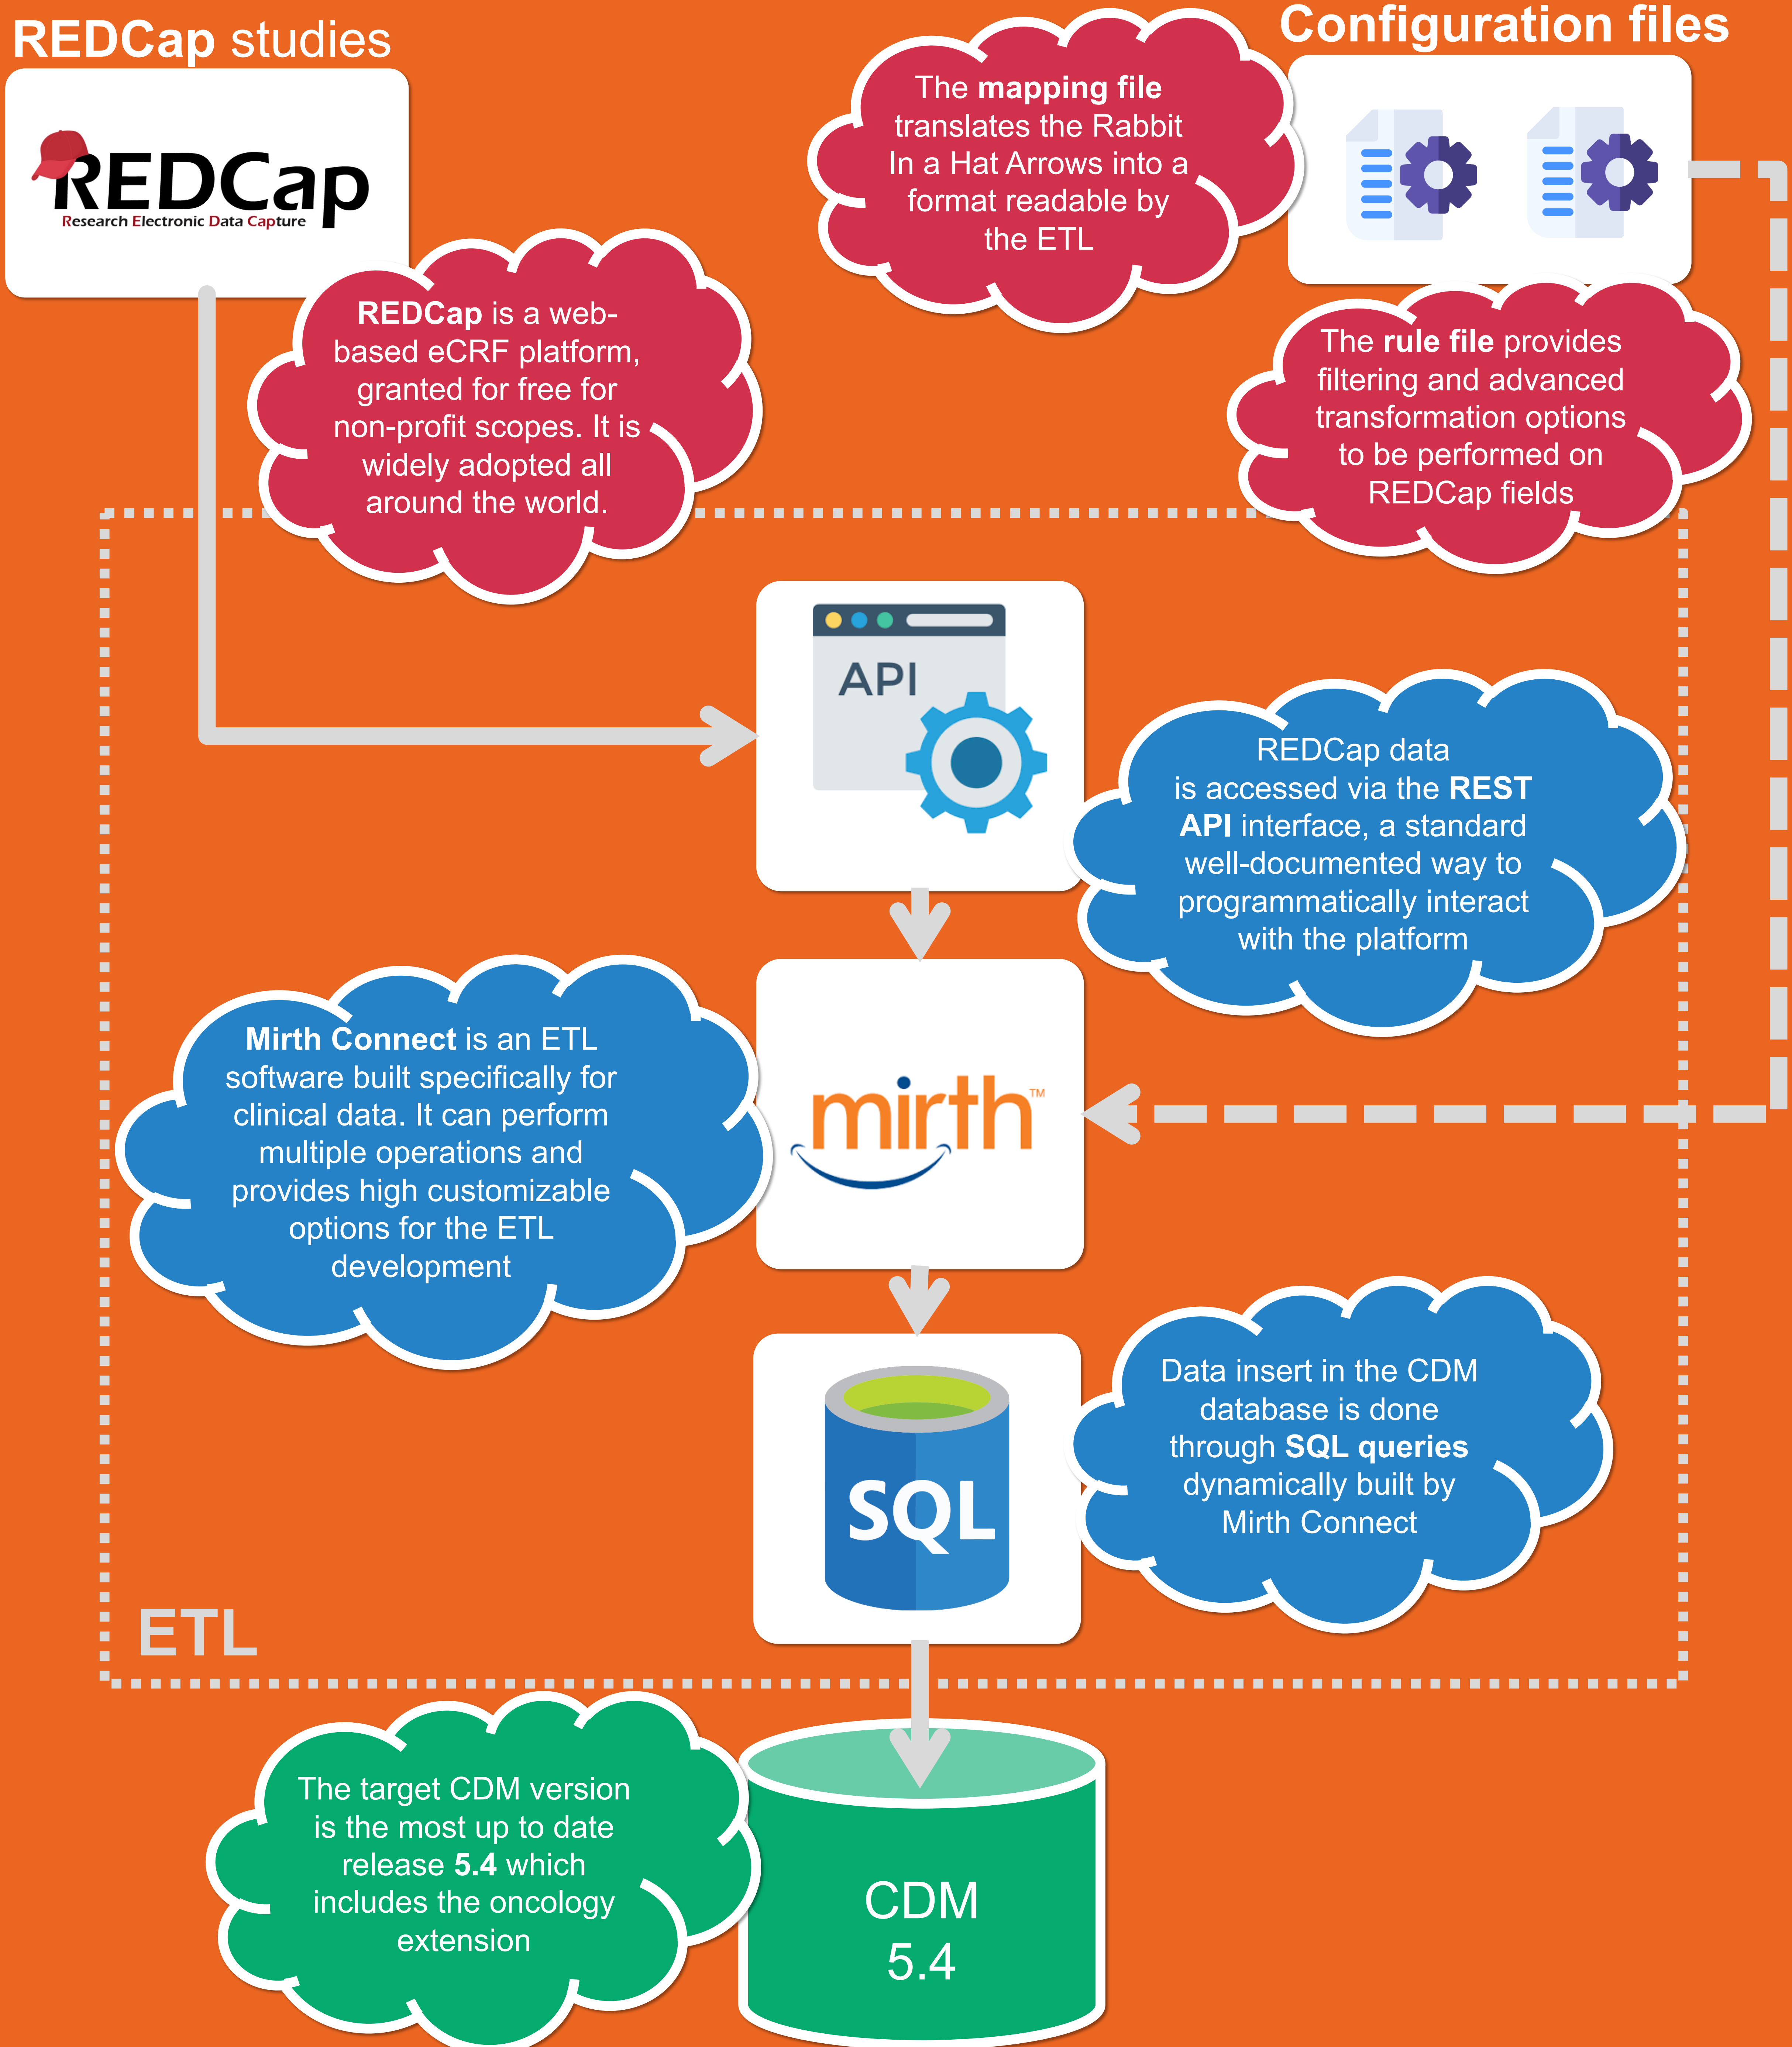 REDCap studies
REDCap
Research Electronic Data Capture
REDCap is a web-
based eCRF platform,
granted for free for
non-profit scopes. It is
widely adopted all
around the world.
Configuration files
The mapping file
translates the Rabbit
In a Hat Arrows into a
format readable by
the ETL
The rule file provides
filtering and advanced
transformation options
to be performed on
REDCap fields
API
REDCap data
is accessed via the REST
API interface, a standard
well-documented way to
programmatically interact
with the platform
Mirth Connect is an ETL
software built specifically for
clinical data. It can perform
multiple operations and
provides high customizable
options for the ETL
development
mirth™
SQL
Data insert in the CDM
database is done
through SQL queries
dynamically built by
Mirth Connect
ETL
The target CDM version
is the most up to date
release 5.4 which
includes the oncology
extension
CDM
5.4